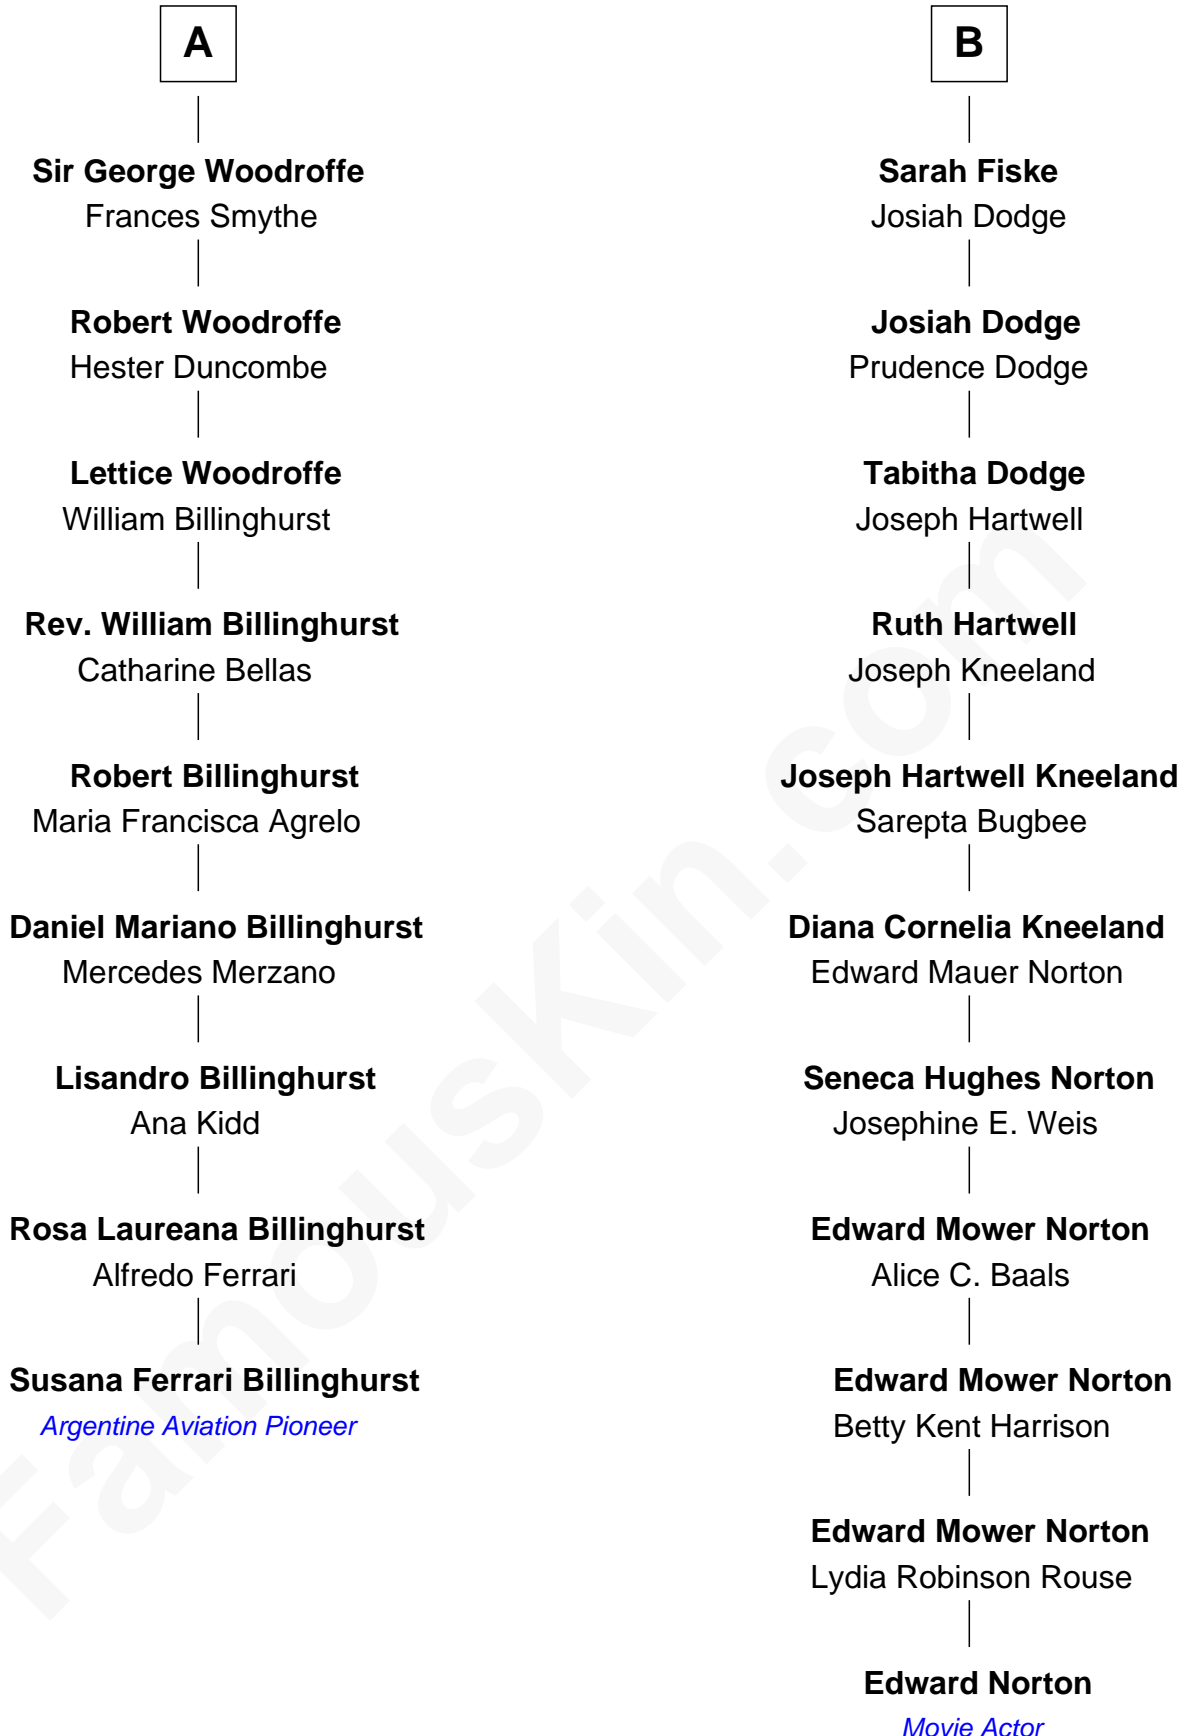 A
Sir George Woodroffe
Frances Smythe
Robert Woodroffe
Hester Duncombe
Lettice Woodroffe
William Billinghurst
Rev. William Billinghurst
Catharine Bellas
Robert Billinghurst
Maria Francisca Agrelo
Daniel Mariano Billinghurst
Mercedes Merzano
Lisandro Billinghurst
Ana Kidd
Rosa Laureana Billinghurst
Alfredo Ferrari
Susana Ferrari Billinghurst
Argentine Aviation Pioneer
B
Sarah Fiske
Josiah Dodge
Josiah Dodge
Prudence Dodge
Tabitha Dodge
Joseph Hartwell
Ruth Hartwell
Joseph Kneeland
Joseph Hartwell Kneeland
Sarepta Bugbee
Diana Cornelia Kneeland
Edward Mauer Norton
Seneca Hughes Norton
Josephine E. Weis
Edward Mower Norton
Alice C. Baals
Edward Mower Norton
Betty Kent Harrison
Edward Mower Norton
Lydia Robinson Rouse
Edward Norton
Movie Actor
FamousKin.com